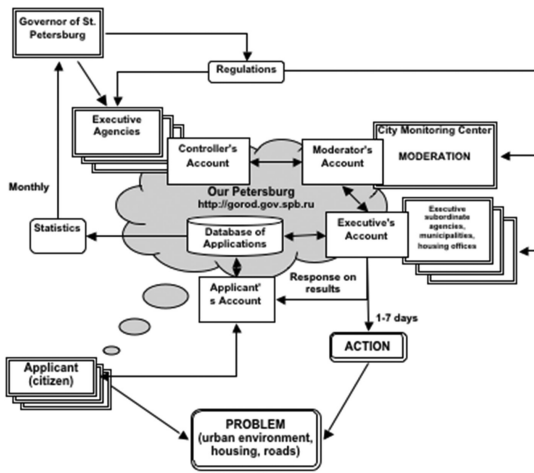 Governor of St.
Petersburg
Regulations
Executive
Agencies
City Monitoring Center
MODERATION
Controller's
Account
Moderator's
Account
Monthly
Our Petersburg
http://gorod.gov.spb.ru
Executive
subordinate
agencies,
municipalities,
housing offices
Statistics
Database of
Applications
Executive's
Account
Response on
results
Applicant'
s Account
1-7 days
ACTION
Applicant
(citizen)
PROBLEM
(urban environment,
housing, roads)